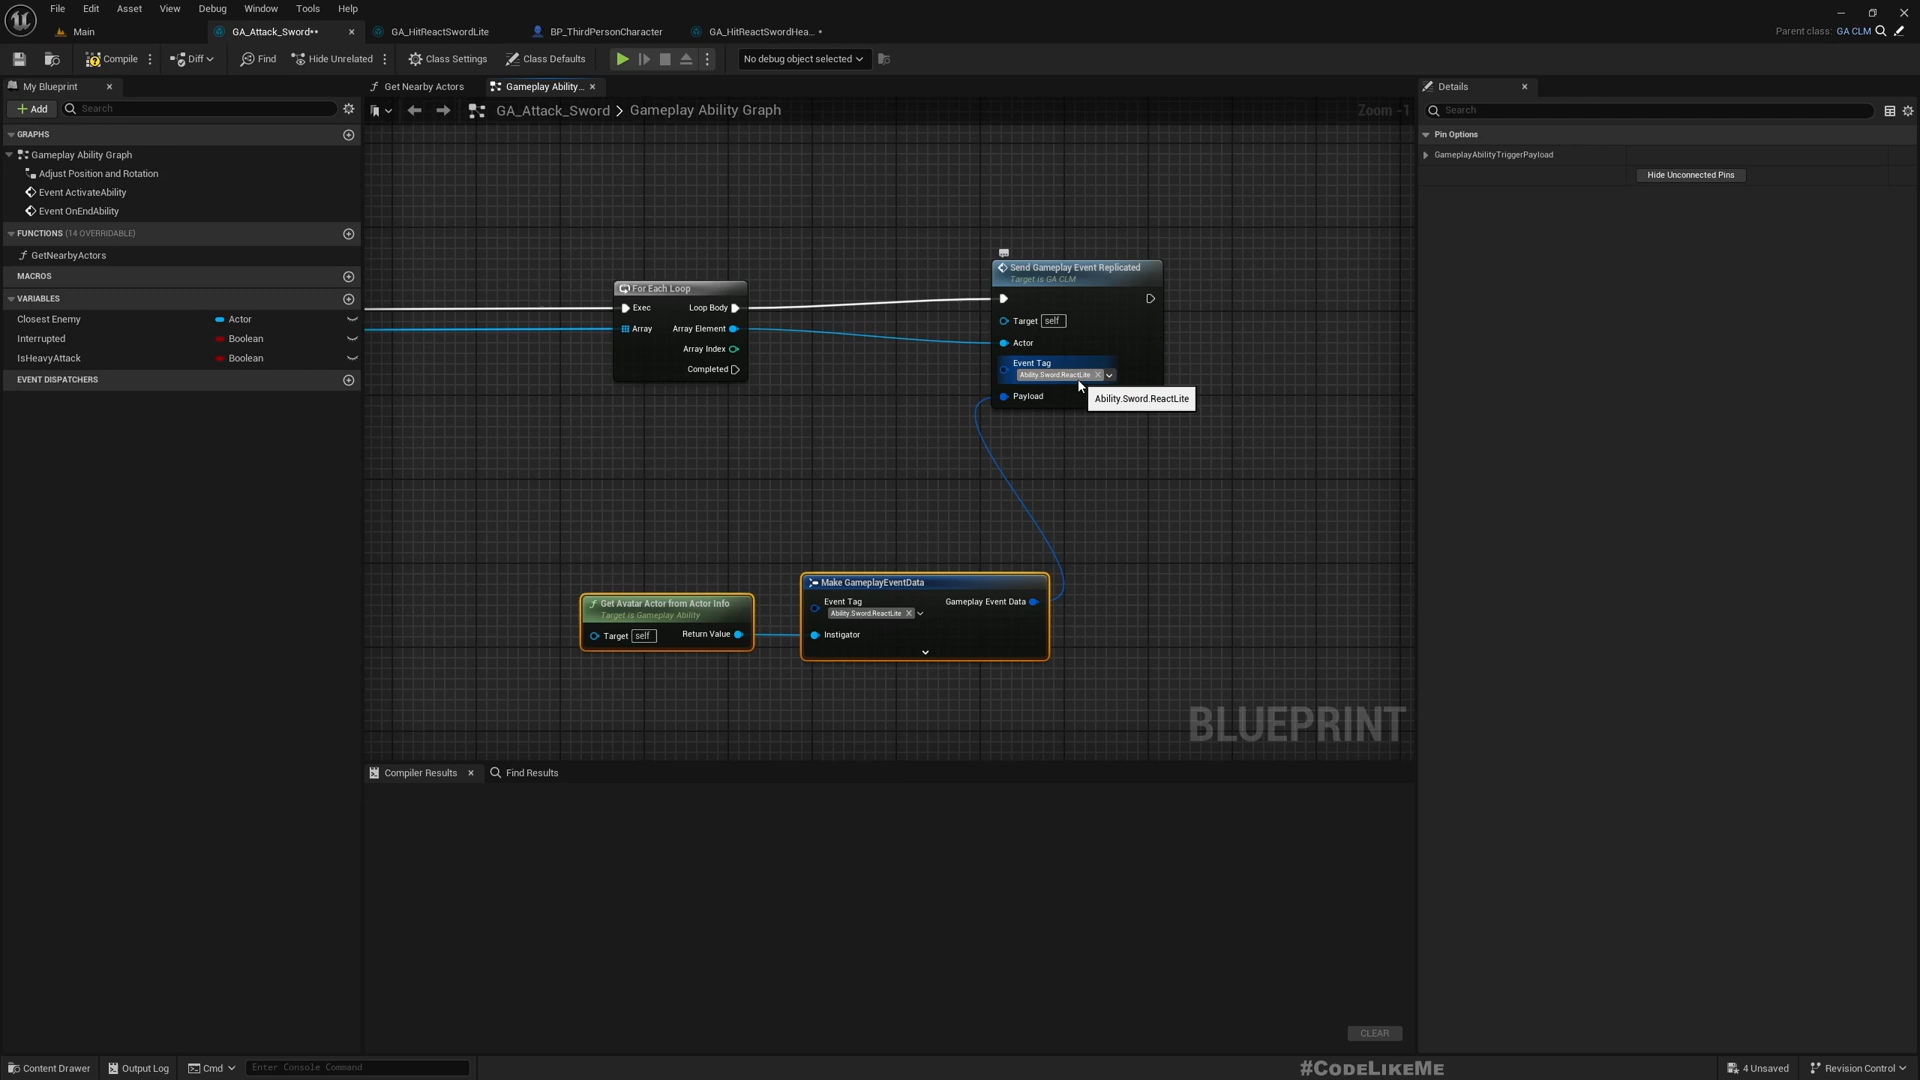 File Edit Asset View Debug Window Tools Help
Main
GA_Attack_Sword**
GA_HitReactSwordLite
BP_ThirdPersonCharacter
GA_HitReactSwordHea... *
Parent class: GA CLM
Compile
Diff
Find
Hide Unrelated
Class Settings
Class Defaults
No debug object selected
My Blueprint
Get Nearby Actors
Gameplay Ability...
Details
Add
Search
GA_Attack_Sword > Gameplay Ability Graph
Zoom -1
Search
GRAPHS
Gameplay Ability Graph
Adjust Position and Rotation
Event ActivateAbility
Event OnEndAbility
FUNCTIONS (14 OVERRIDABLE)
GetNearbyActors
MACROS
VARIABLES
Closest Enemy Actor
Interrupted Boolean
IsHeavyAttack Boolean
EVENT DISPATCHERS
For Each Loop
Exec Loop Body
Array Array Element
Array Index
Completed
Send Gameplay Event Replicated
Target is GA CLM
Target self
Actor
Event Tag
Ability.Sword.ReactLite
Payload
Ability.Sword.ReactLite
Get Avatar Actor from Actor Info
Target is Gameplay Ability
Target self Return Value
Make GameplayEventData
Event Tag Gameplay Event Data
Ability.Sword.ReactLite
Instigator
BLUEPRINT
Pin Options
GameplayAbilityTriggerPayload
Hide Unconnected Pins
Compiler Results
Find Results
CLEAR
Content Drawer
Output Log
Cmd
Enter Console Command
#CODELIKEME
4 Unsaved
Revision Control